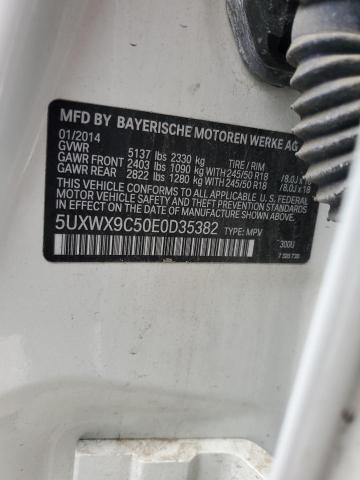 MFD BY BAYERISCHE MOTOREN WERKE AG
01/2014
GVWR 5137 lbs 2330 kg TIRE / RIM
GAWR FRONT 2403 lbs 1090 kg WITH 245/50 R18 /8.0J x 18
GAWR REAR 2822 lbs 1280 kg WITH 245/50 R18 /8.0J x 18
THIS VEHICLE CONFORMS TO ALL APPLICABLE U.S. FEDERAL
MOTOR VEHICLE SAFETY STANDARDS IN EFFECT ON THE DATE
OF MANUFACTURE SHOWN ABOVE.
5UXWX9C50E0D35382 TYPE: MPV
300U